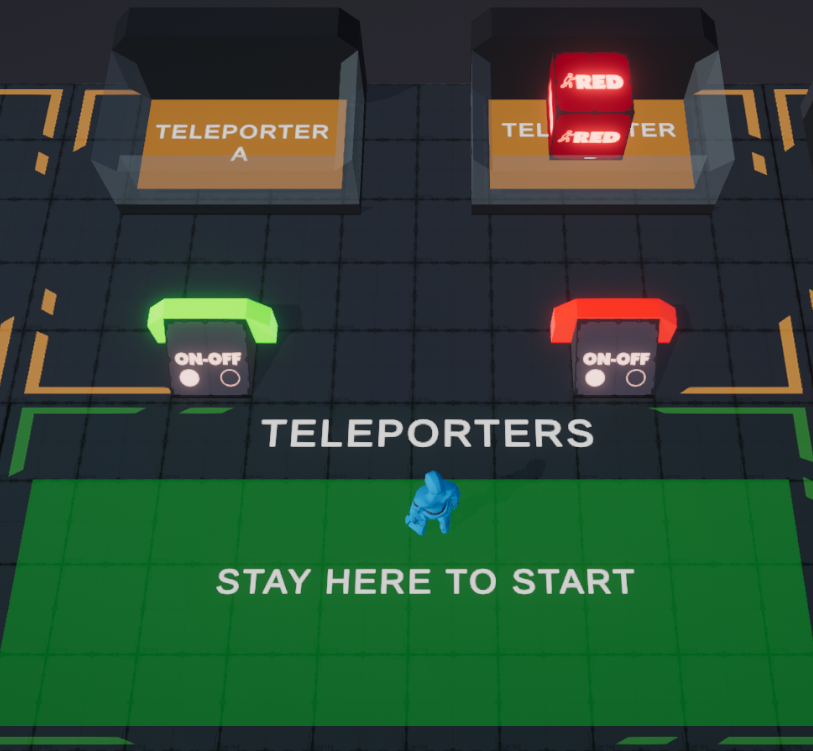 TELEPORTER
A
RED
TEL TER
RED
ON-OFF
ON-OFF
TELEPORTERS
STAY HERE TO START